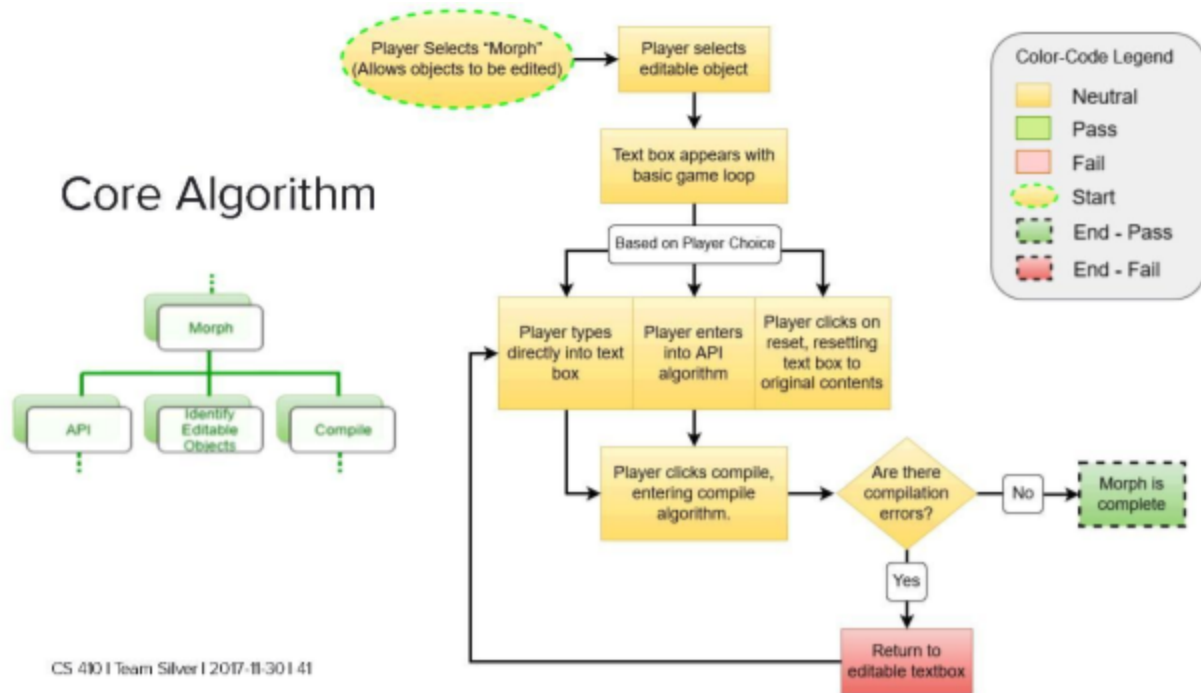 Player Selects "Morph"
(Allows objects to be edited)
Player selects
editable object
Color-Code Legend
Neutral
Pass
Fail
Start
End - Pass
End - Fail
Text box appears with
basic game loop
Core Algorithm
Based on Player Choice
Morph
API
Identify
Editable
Objects
Compile
Player types
directly into text
box
Player enters
into API
algorithm
Player clicks on
reset, resetting
text box to
original contents
Player clicks compile,
entering compile
algorithm.
Are there
compilation
errors?
No
Morph is
complete
Yes
Return to
editable textbox
CS 410 | Team Silver | 2017-11-30 | 41